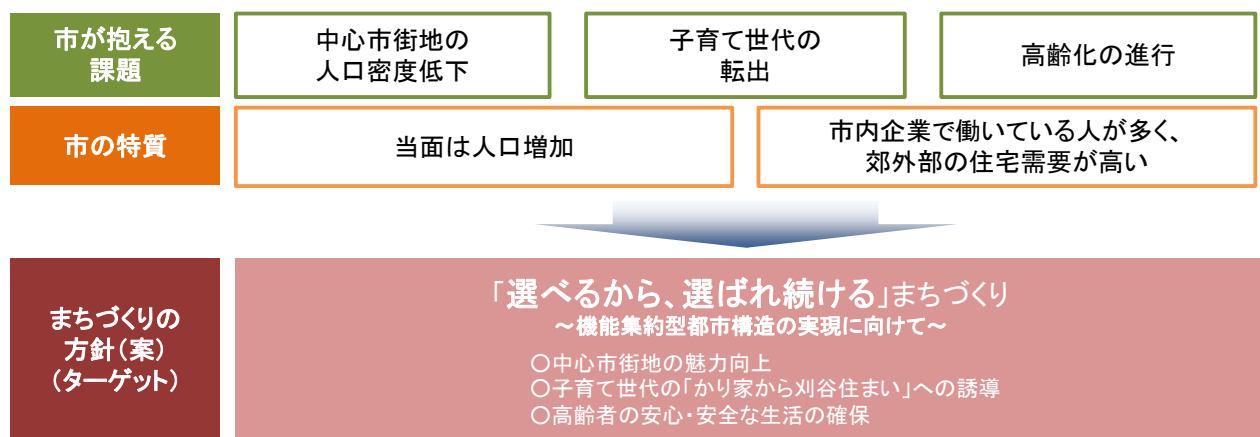 市が抱える
課題
中心市街地の
人口密度低下
子育て世代の
転出
高齢化の進行
市の特質
当面は人口増加
市内企業で働いている人が多く、
郊外部の住宅需要が高い
まちづくりの
方針(案)
(ターゲット)
「選べるから、選ばれ続ける」まちづくり
～機能集約型都市構造の実現に向けて～
○中心市街地の魅力向上
○子育て世代の「かり家から刈谷住まい」への誘導
○高齢者の安心・安全な生活の確保